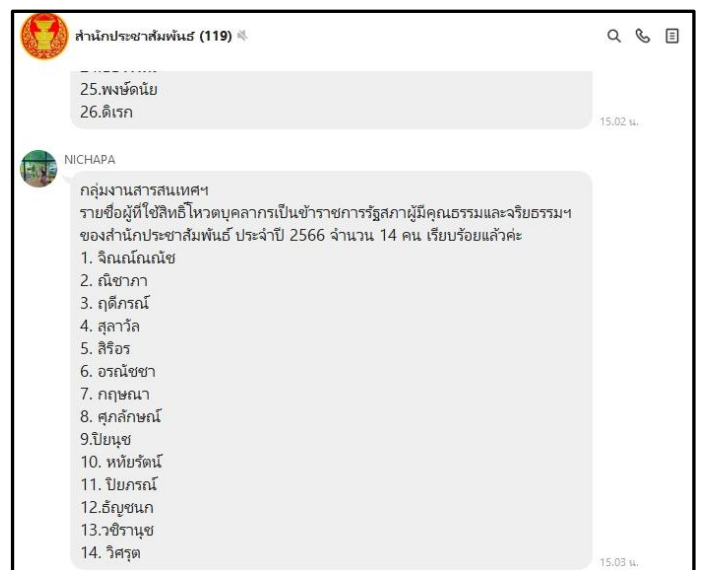 สำนักประชาสัมพันธ์ (119)
25.พงษ์ดนัย
26.ดิเรก
15.02 น.
NICHAPA
กลุ่มงานสารสนเทศฯ
รายชื่อผู้ที่ใช้สิทธิ์โหวตบุคลากรเป็นข้าราชการรัฐสภาผู้มีคุณธรรมและจริยธรรมฯ
ของสำนักประชาสัมพันธ์ ประจำปี 2566 จำนวน 14 คน เรียบร้อยแล้วค่ะ
1. จิณณ์ณณัช
2. ณิชาภา
3. ฤดีภรณ์
4. สุลาวัล
5. สิริอร
6. อรณัชชา
7. กฤษณา
8. ศุภลักษณ์
9.ปิยนุช
10. หทัยรัตน์
11. ปิยภรณ์
12.ธัญชนก
13.วชิรานุช
14. วิศรุต
15.03 น.